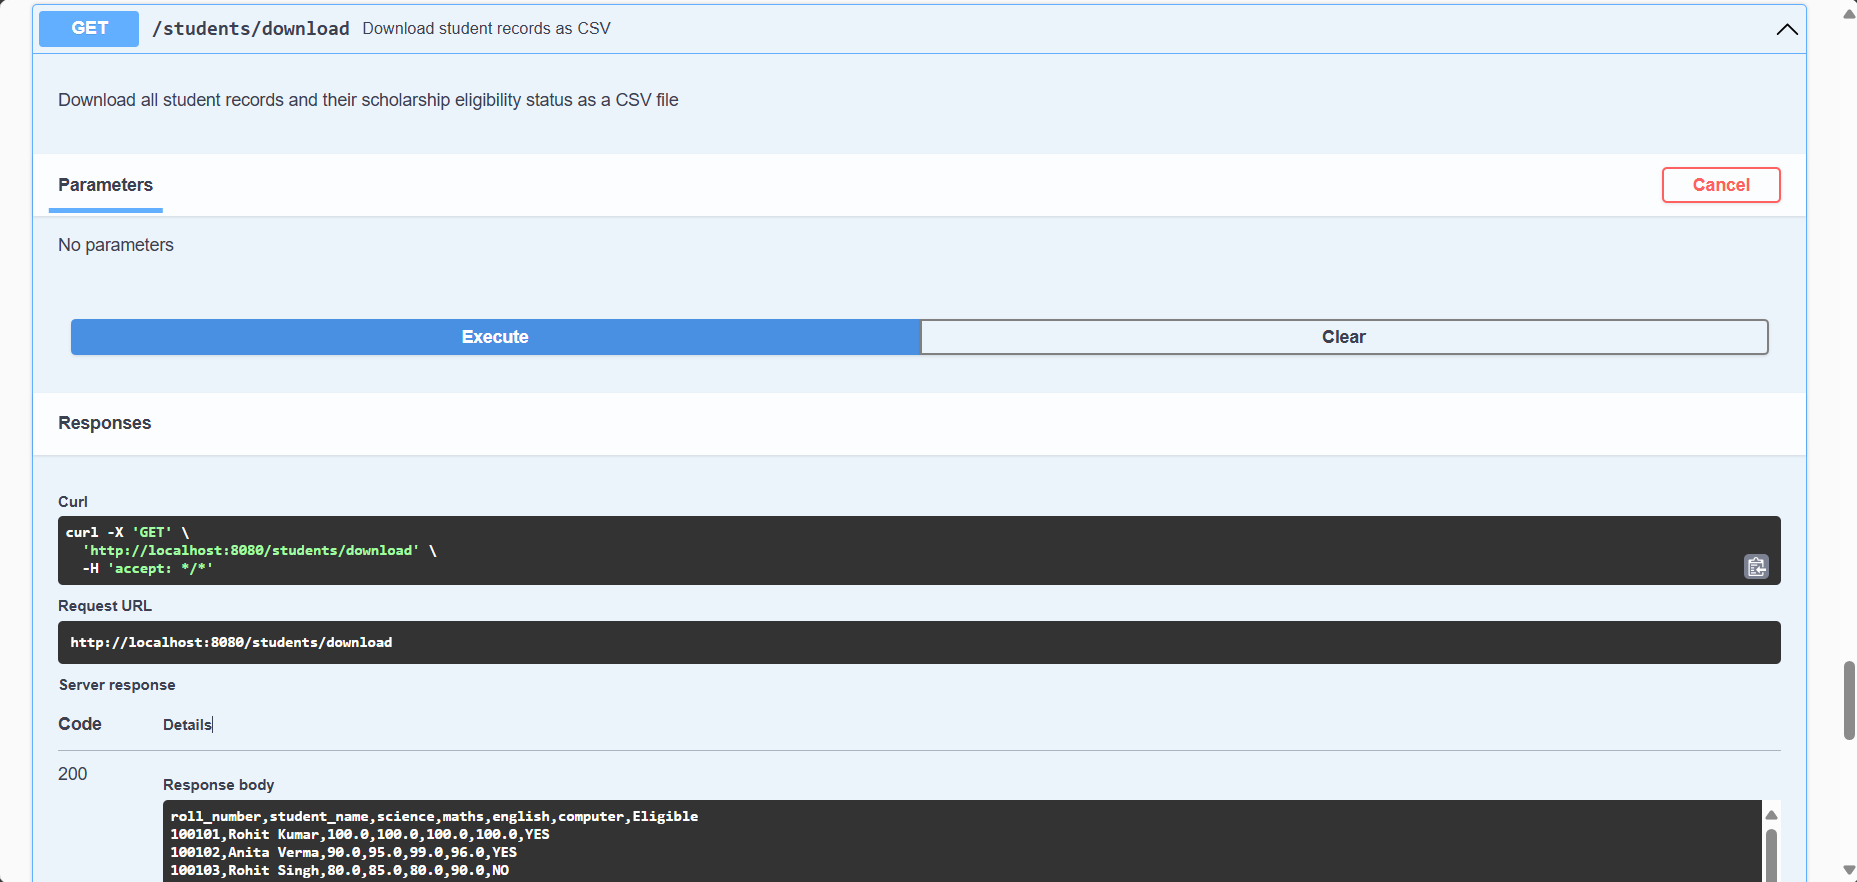 GET /students/download Download student records as CSV
Download all student records and their scholarship eligibility status as a CSV file
Parameters
Cancel
No parameters
Execute
Clear
Responses
Curl
curl -X 'GET' \
'http://localhost:8080/students/download' \
-H 'accept: */*'
Request URL
http://localhost:8080/students/download
Server response
Code Details
200
Response body
roll_number,student_name,science,maths,english,computer,Eligible
100101,Rohit Kumar,100.0,100.0,100.0,100.0,YES
100102,Anita Verma,90.0,95.0,99.0,96.0,YES
100103,Rohit Singh,80.0,85.0,80.0,90.0,NO